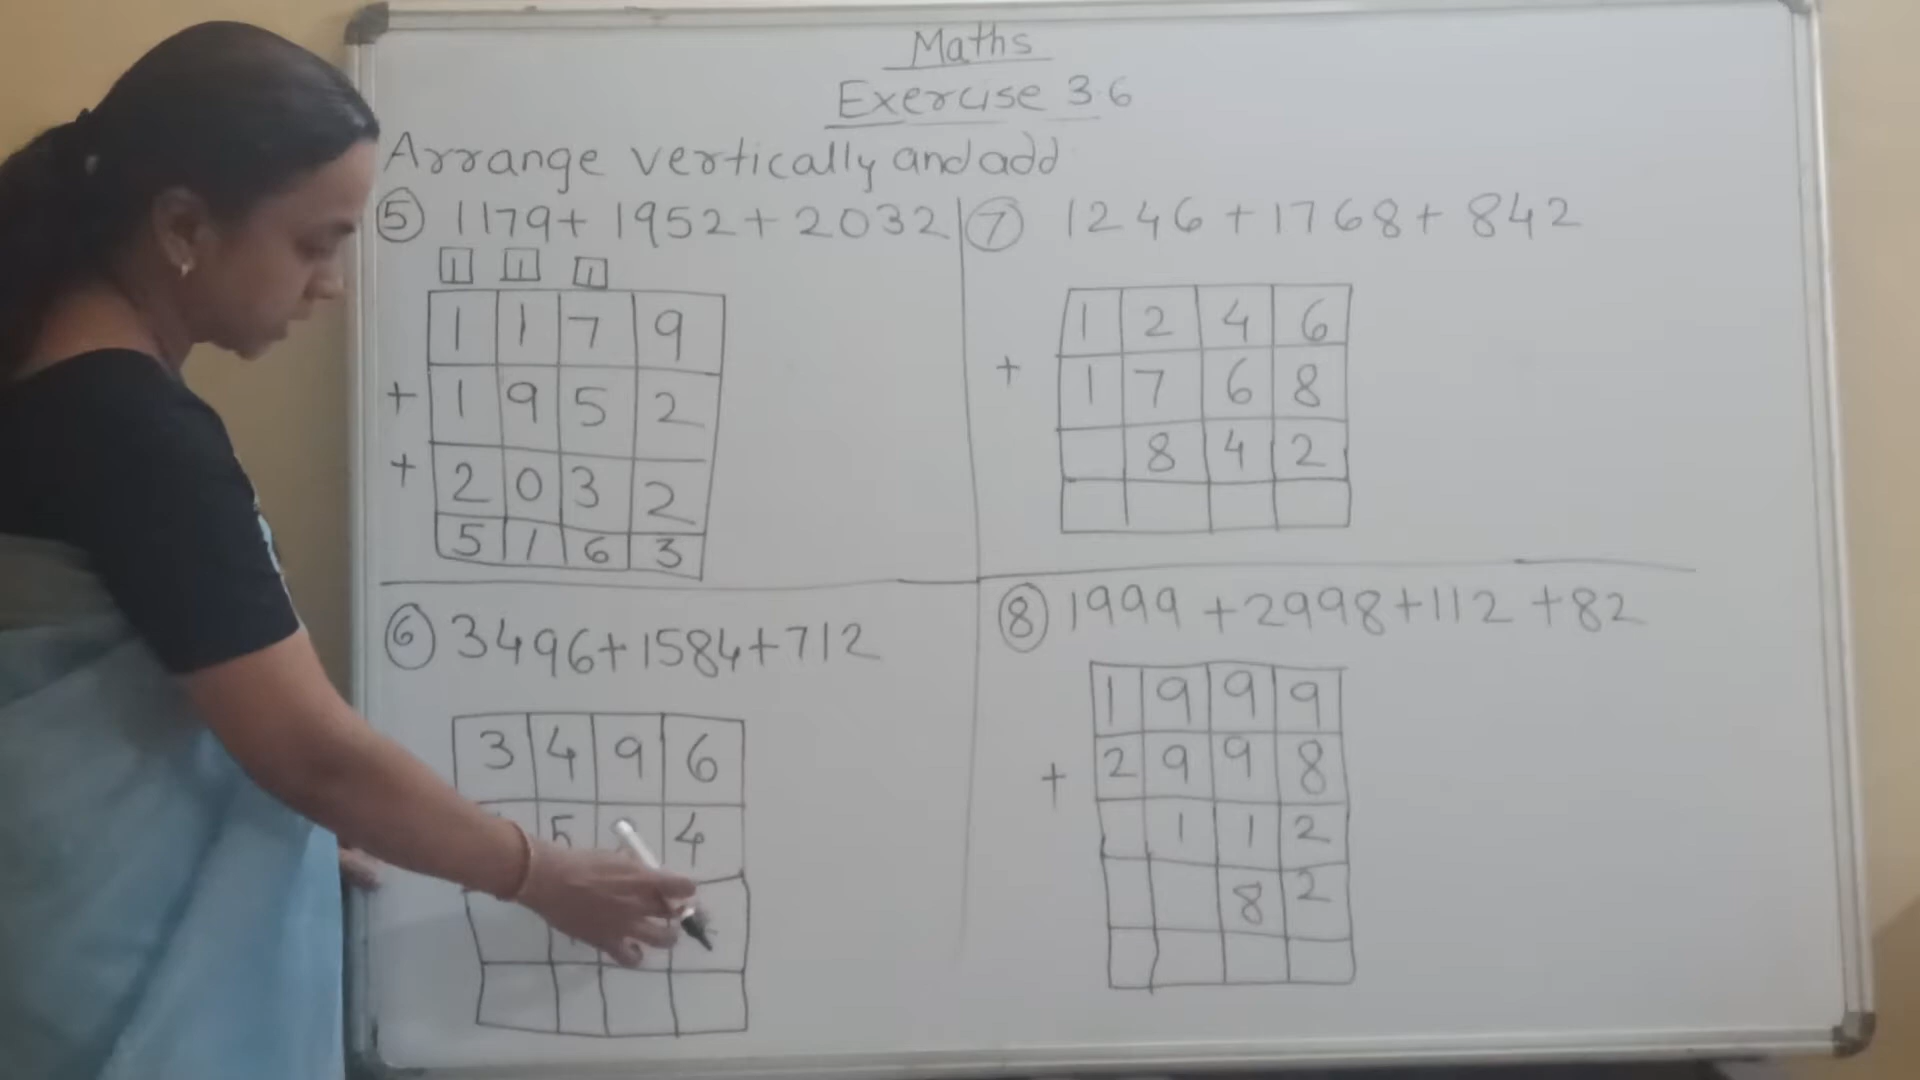 Maths
Exercise 3.6
Arrange vertically and add
⑤ 1179+ 1952+2032
1 1 1
1 1 7 9
+ 1 9 5 2
+ 2 0 3 2
5 1 6 3
⑦ 1246+1768+ 842
1 2 4 6
+ 1 7 6 8
8 4 2
⑥ 3496+1584+712
3 4 9 6
5 4
⑧ 1999 +2998+112 +82
1 9 9 9
+ 2 9 9 8
1 1 2
8 2